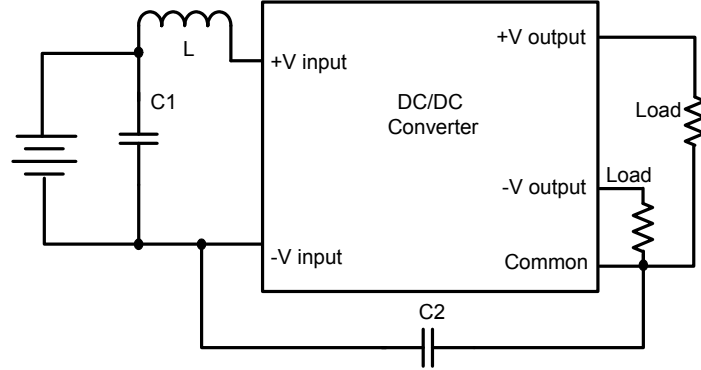 L
+V input
+V output
C1
DC/DC
Converter
Load
Load
-V output
-V input
Common
C2